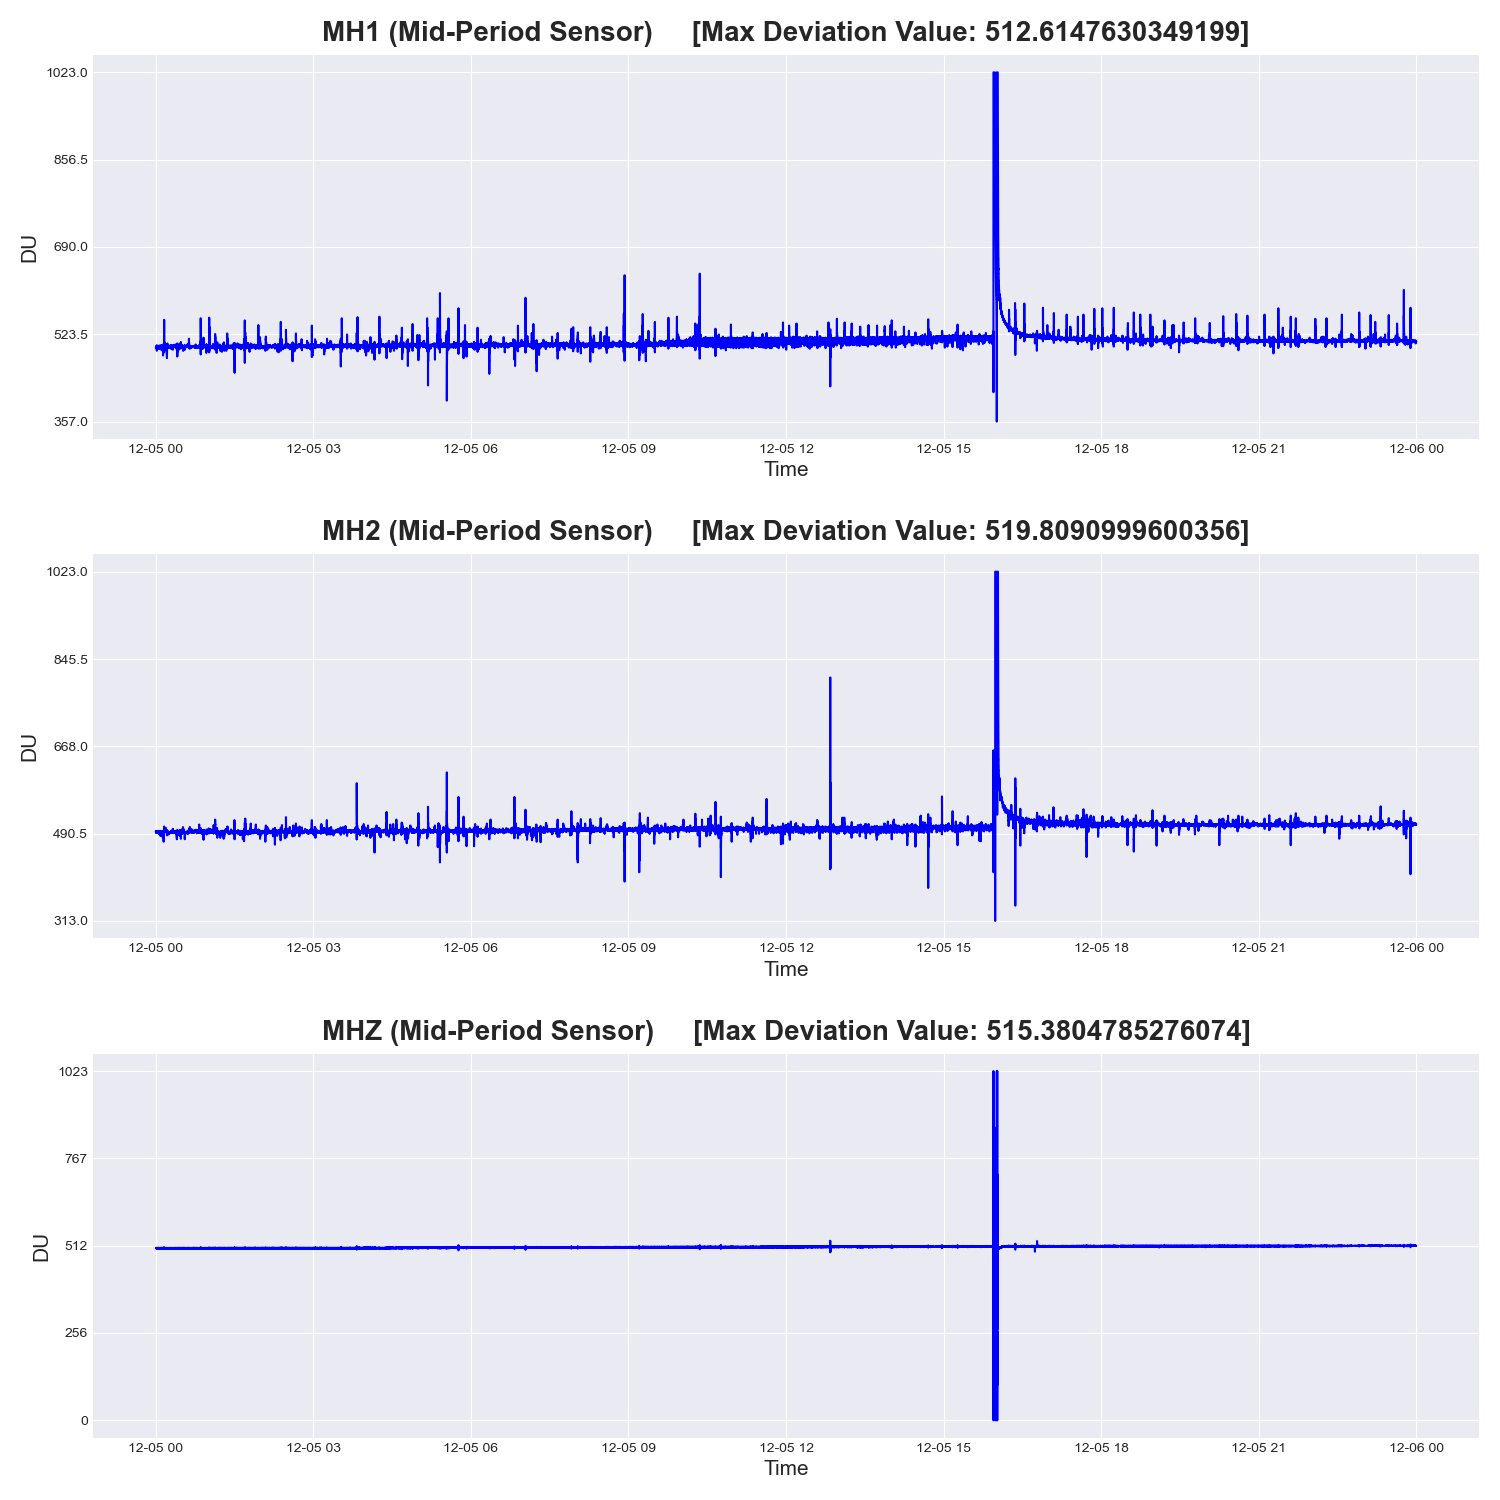 MH1 (Mid-Period Sensor)     [Max Deviation Value: 512.6147630349199]
1023.0
856.5
690.0
523.5
357.0
DU
12-05 00 12-05 03 12-05 06 12-05 09 12-05 12 12-05 15 12-05 18 12-05 21 12-06 00
Time
MH2 (Mid-Period Sensor)     [Max Deviation Value: 519.8090999600356]
1023.0
845.5
668.0
490.5
313.0
DU
12-05 00 12-05 03 12-05 06 12-05 09 12-05 12 12-05 15 12-05 18 12-05 21 12-06 00
Time
MHZ (Mid-Period Sensor)     [Max Deviation Value: 515.3804785276074]
1023
767
512
256
0
DU
12-05 00 12-05 03 12-05 06 12-05 09 12-05 12 12-05 15 12-05 18 12-05 21 12-06 00
Time